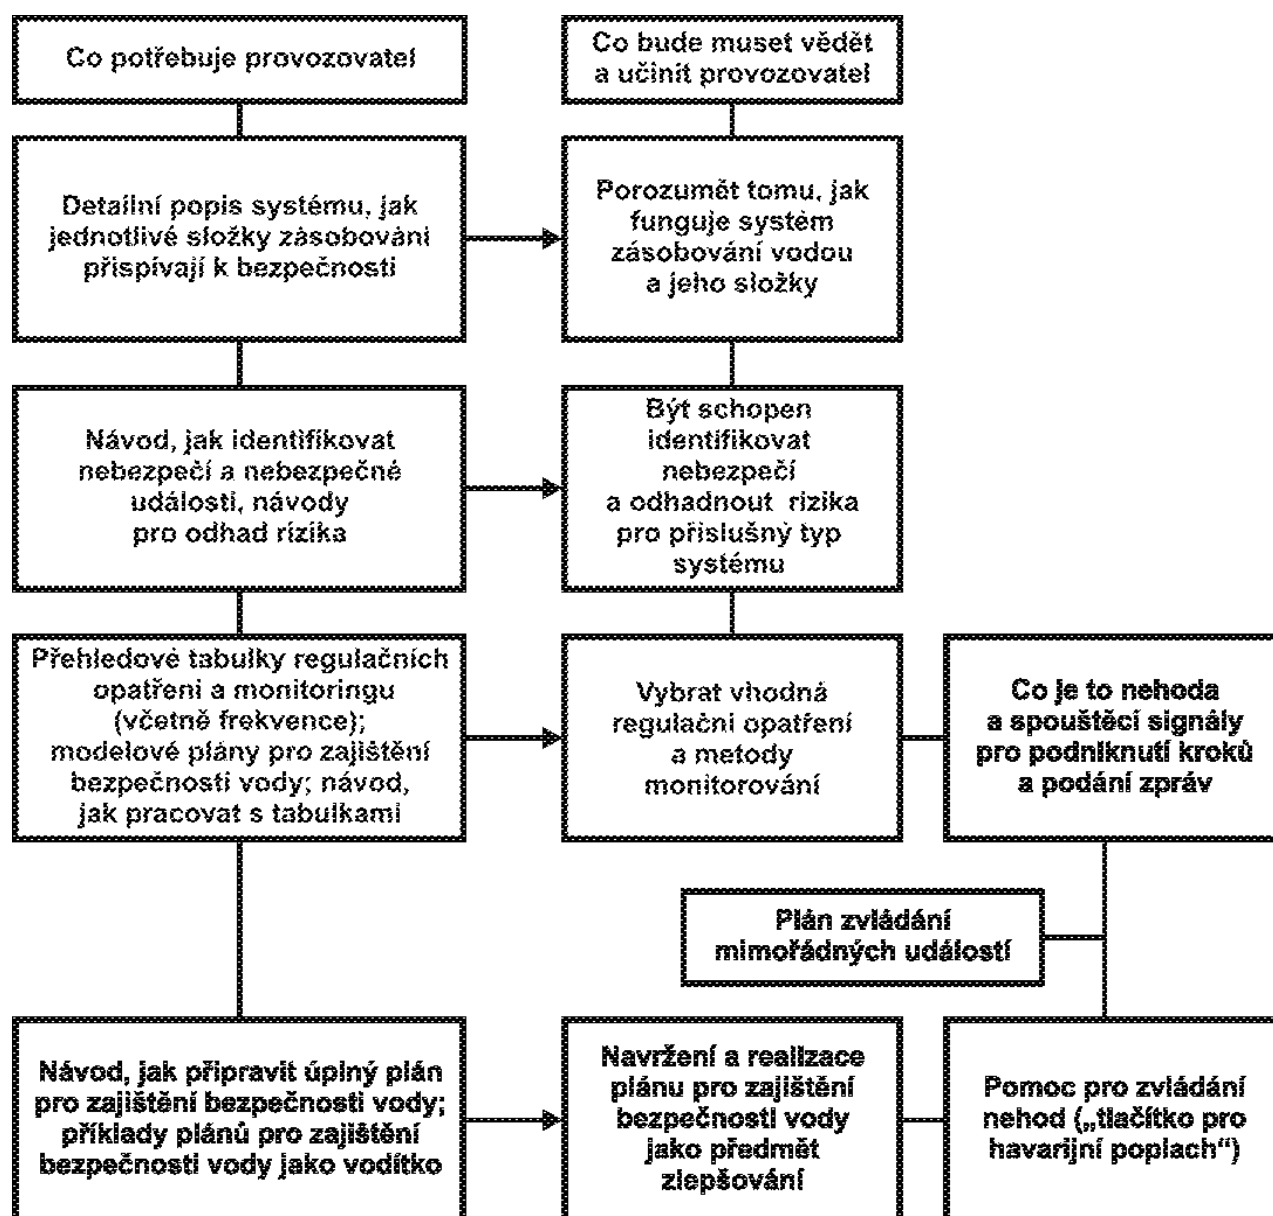 Co potřebuje provozovatel
Co bude muset vědět
a učinit provozovatel
Detailní popis systému, jak
jednotlivé složky zásobování
přispívají k bezpečnosti
Porozumět tomu, jak
funguje systém
zásobování vodou
a jeho složky
Návod, jak identifikovat
nebezpečí a nebezpečné
události, návody
pro odhad rizika
Být schopen
identifikovat
nebezpečí
a odhadnout rizika
pro příslušný typ
systému
Přehledové tabulky regulačních
opatření a monitoringu
(včetně frekvence);
modelové plány pro zajištění
bezpečnosti vody; návod,
jak pracovat s tabulkami
Vybrat vhodná
regulační opatření
a metody
monitorování
Co je to nehoda
a spouštěcí signály
pro podniknutí kroků
a podání zpráv
Plán zvládání
mimořádných událostí
Návod, jak připravit úplný plán
pro zajištění bezpečnosti vody;
příklady plánů pro zajištění
bezpečnosti vody jako vodítko
Navržení a realizace
plánu pro zajištění
bezpečnosti vody
jako předmět
zlepšování
Pomoc pro zvládání
nehod („tlačítko pro
havarijní poplach“)